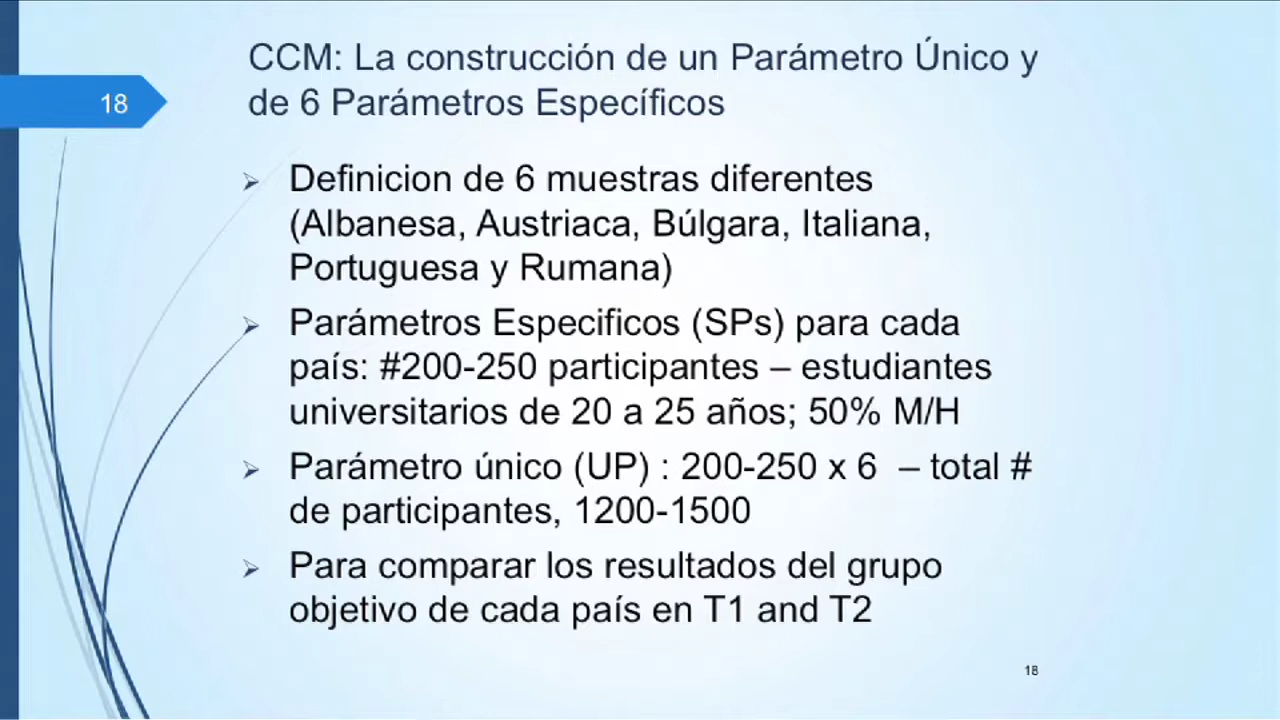 CCM: La construcción de un Parámetro Único y
de 6 Parámetros Específicos
18
Definicion de 6 muestras diferentes
(Albanesa, Austriaca, Búlgara, Italiana,
Portuguesa y Rumana)
Parámetros Especificos (SPs) para cada
país: #200-250 participantes – estudiantes
universitarios de 20 a 25 años; 50% M/H
Parámetro único (UP) : 200-250 x 6 – total #
de participantes, 1200-1500
Para comparar los resultados del grupo
objetivo de cada país en T1 and T2
18